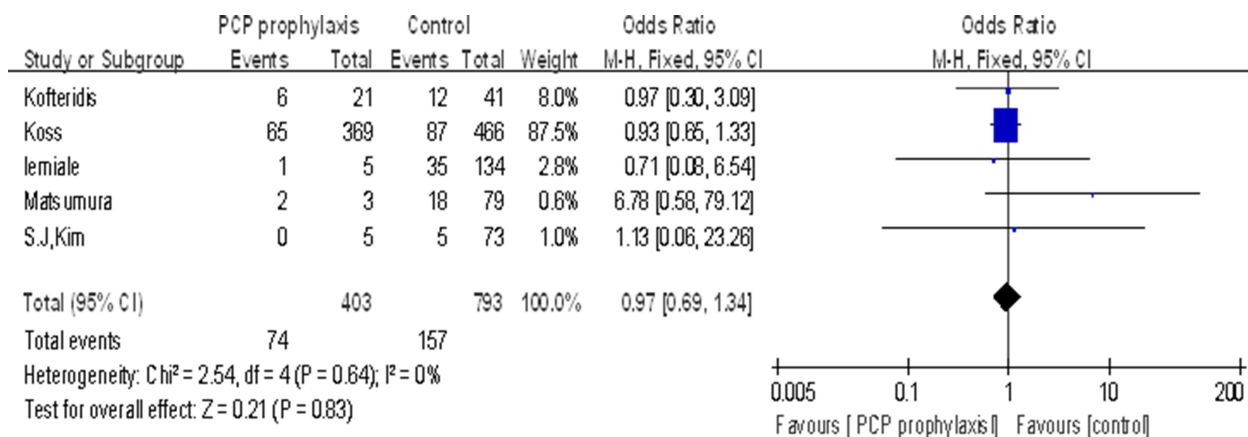 PCP prophylaxis Control Odds Ratio Odds Ratio
Study or Subgroup Events Total Events Total Weight M-H, Fixed, 95% CI M-H, Fixed, 95% CI
Kofteridis 6 21 12 41 8.0% 0.97 [0.30, 3.09]
Koss 65 369 87 466 87.5% 0.93 [0.65, 1.33]
lemiale 1 5 35 134 2.8% 0.71 [0.08, 6.54]
Matsumura 2 3 18 79 0.6% 6.78 [0.58, 79.12]
S.J,Kim 0 5 5 73 1.0% 1.13 [0.06, 23.26]
Total (95% CI) 403 793 100.0% 0.97 [0.69, 1.34]
Total events 74 157
Heterogeneity: Chi² = 2.54, df = 4 (P = 0.64); I² = 0%
Test for overall effect: Z = 0.21 (P = 0.83)
0.005 0.1 1 10 200
Favours [ PCP prophylaxis] Favours [control]